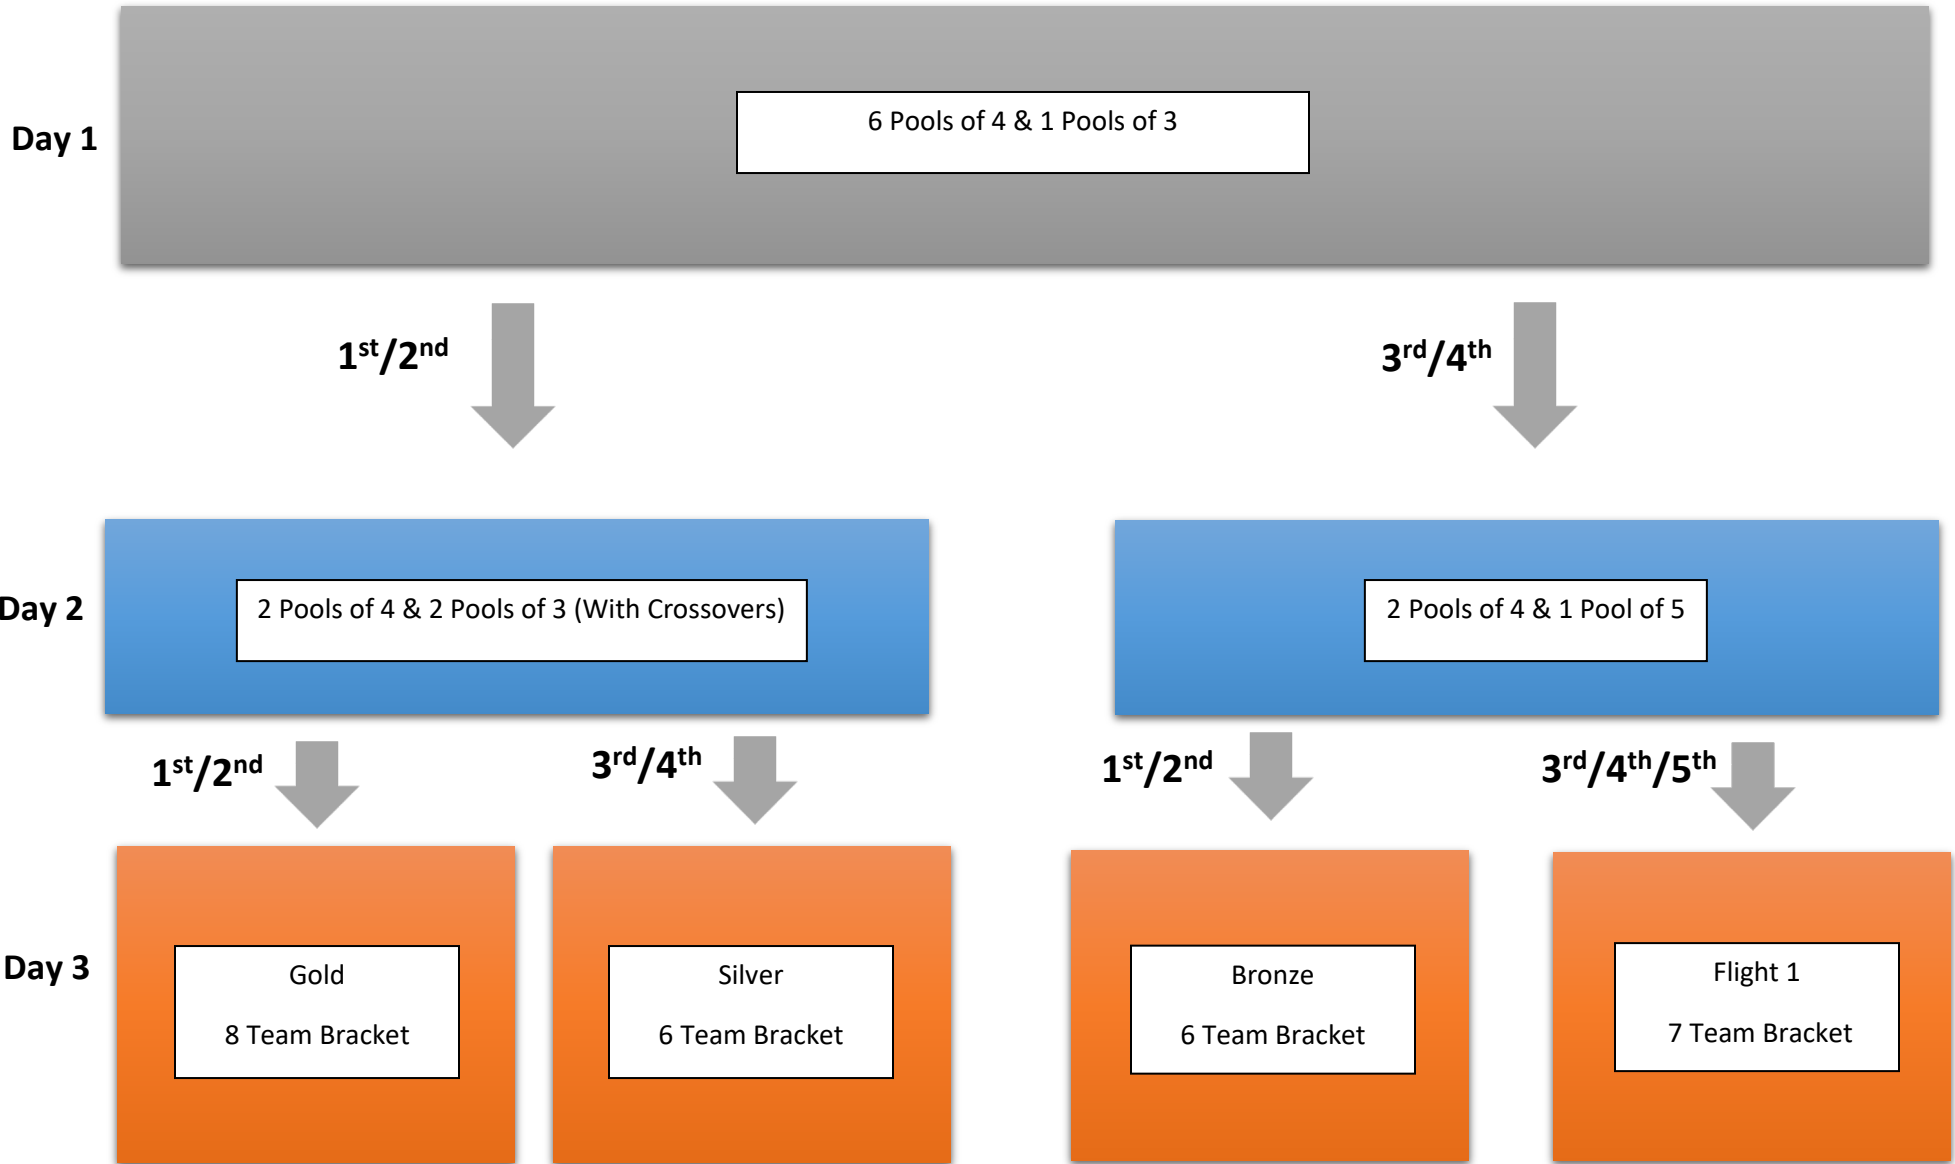 Day 1
6 Pools of 4 & 1 Pools of 3
1st/2nd
3rd/4th
Day 2
2 Pools of 4 & 2 Pools of 3 (With Crossovers)
2 Pools of 4 & 1 Pool of 5
1st/2nd
3rd/4th
1st/2nd
3rd/4th/5th
Day 3
Gold
8 Team Bracket
Silver
6 Team Bracket
Bronze
6 Team Bracket
Flight 1
7 Team Bracket